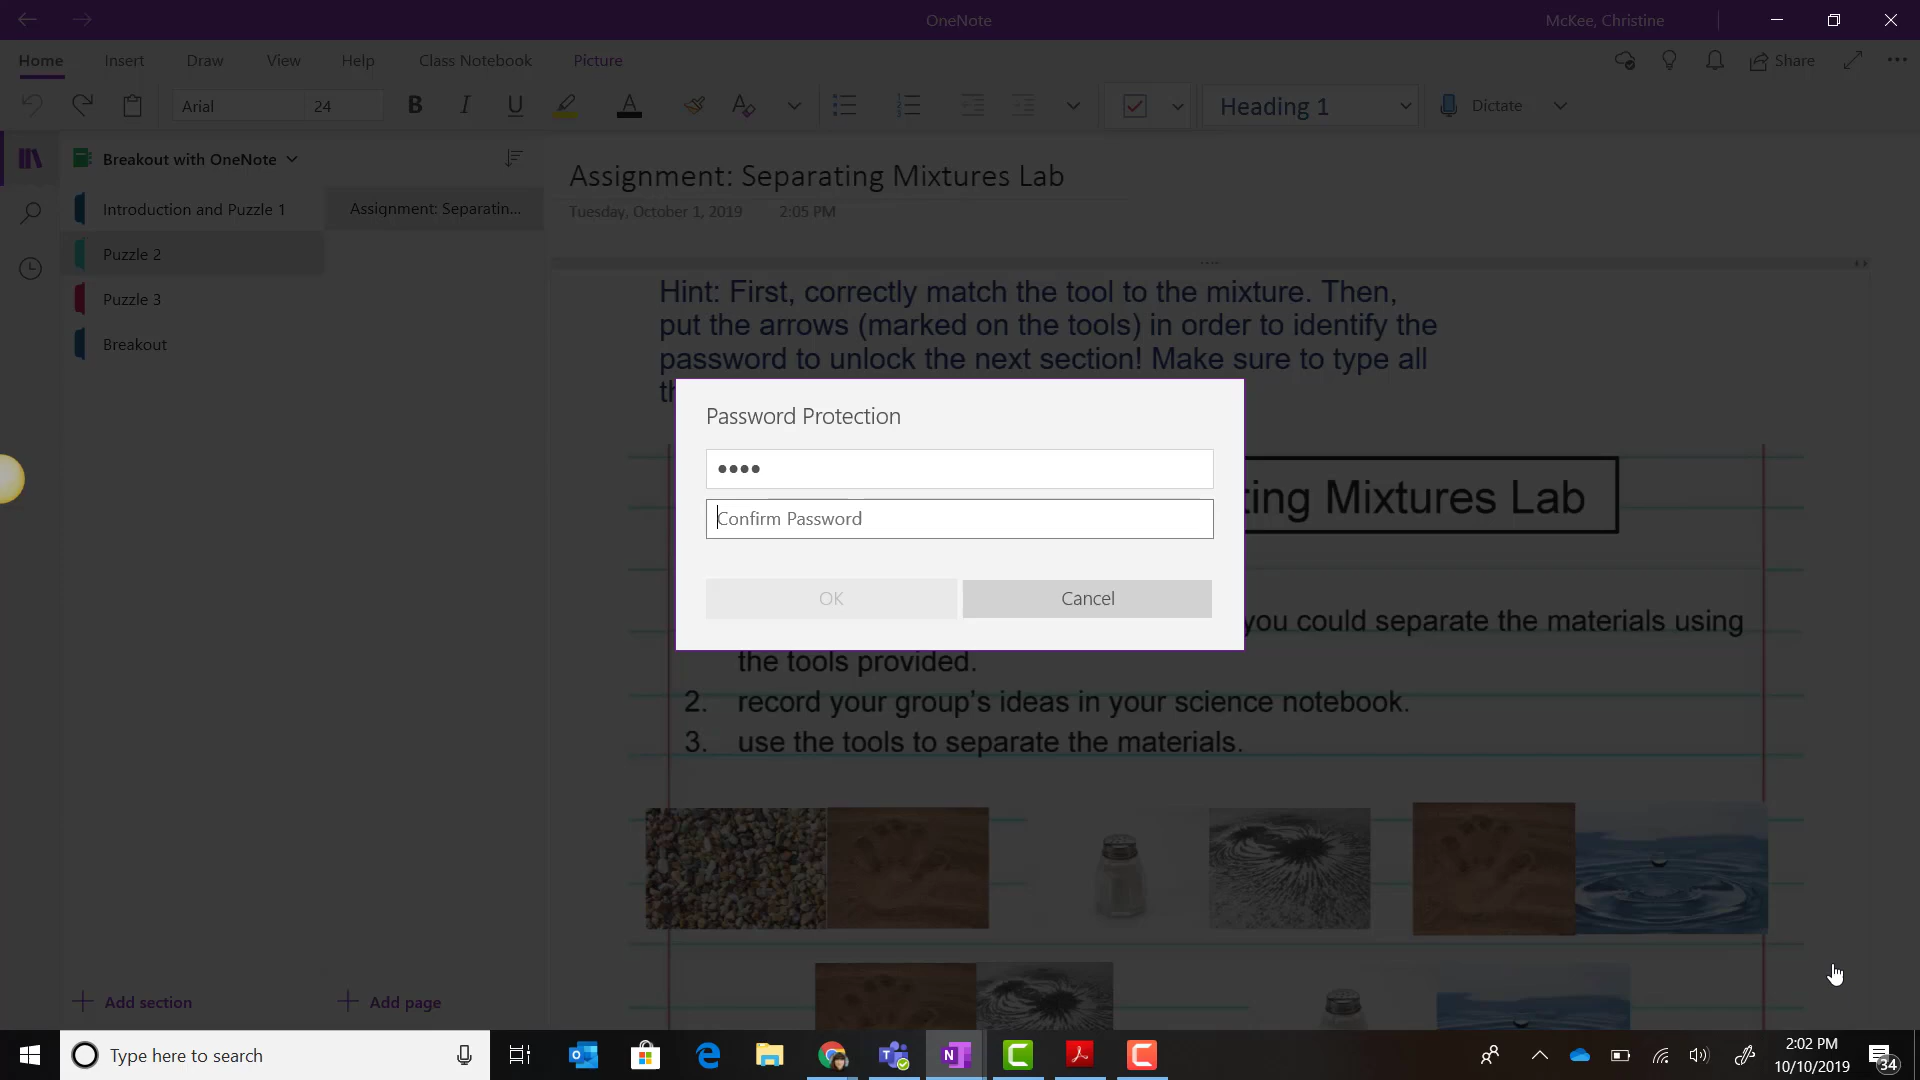 OneNote
McKee, Christine
Home Insert Draw View Help Class Notebook Picture
Share
Arial 24 B I U A Heading 1 Dictate
Breakout with OneNote
Introduction and Puzzle 1
Puzzle 2
Puzzle 3
Breakout
Assignment: Separatin...
Add section
Add page
Assignment: Separating Mixtures Lab
Tuesday, October 1, 2019 2:05 PM
Hint: First, correctly match the tool to the mixture. Then,
put the arrows (marked on the tools) in order to identify the
password to unlock the next section! Make sure to type all
Password Protection
Confirm Password
OK
Cancel
ting Mixtures Lab
you could separate the materials using
the tools provided.
2. record your group's ideas in your science notebook.
3. use the tools to separate the materials.
Type here to search
2:02 PM
10/10/2019
34